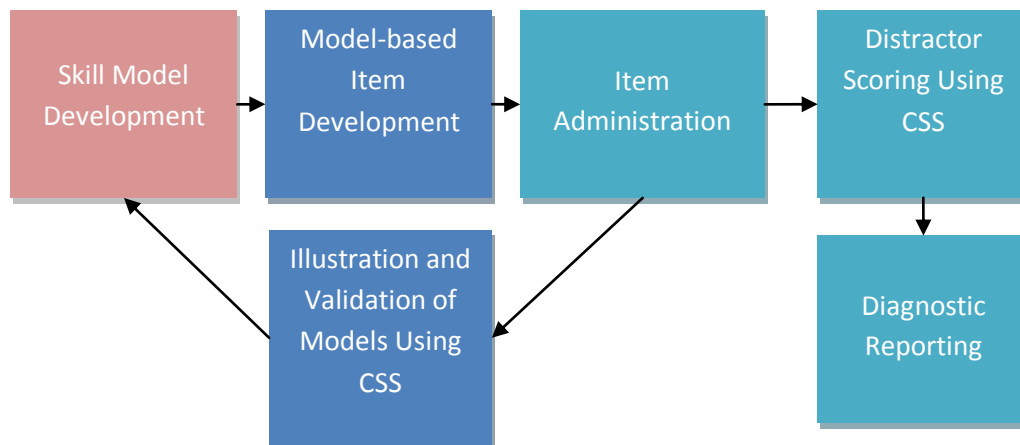 Skill Model
Development
Model-based
Item
Development
Item
Administration
Distractor
Scoring Using
CSS
Illustration and
Validation of
Models Using
CSS
Diagnostic
Reporting